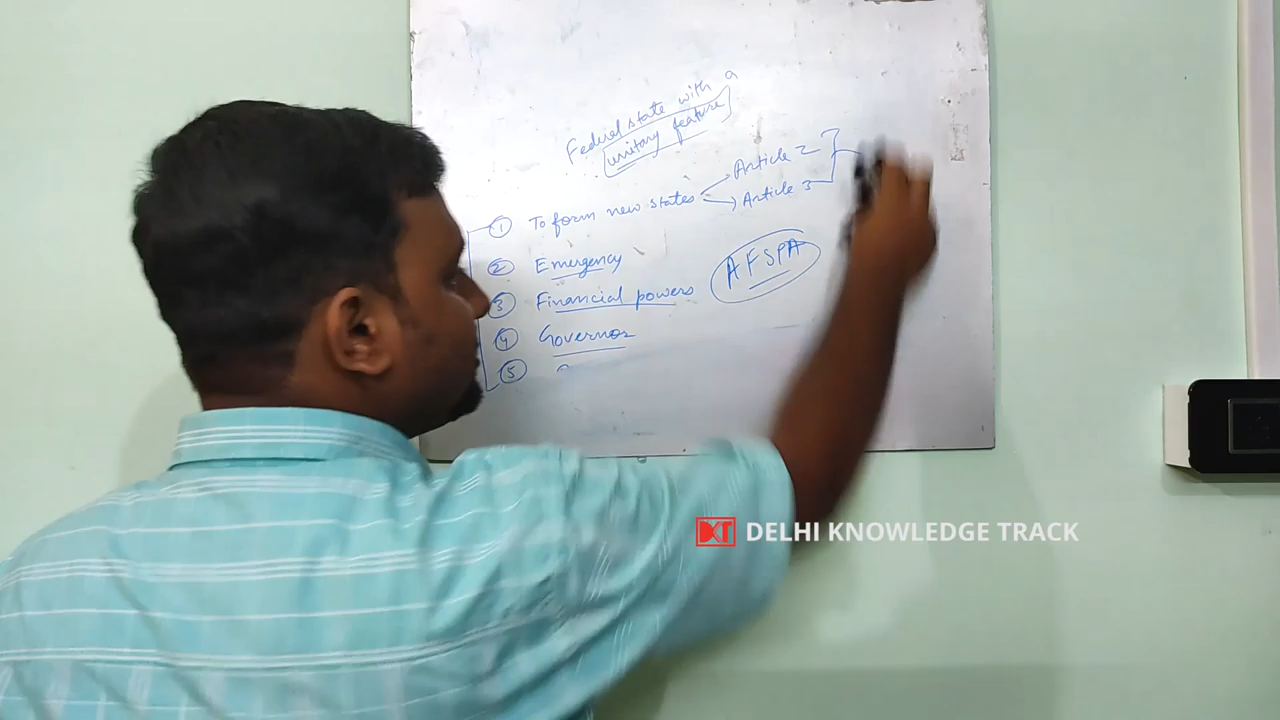 Federal state with a
unitary feature
① To form new states
Article 2
Article 3
② Emergency
③ Financial powers
AFSPA
④ Governor
⑤
DELHI KNOWLEDGE TRACK